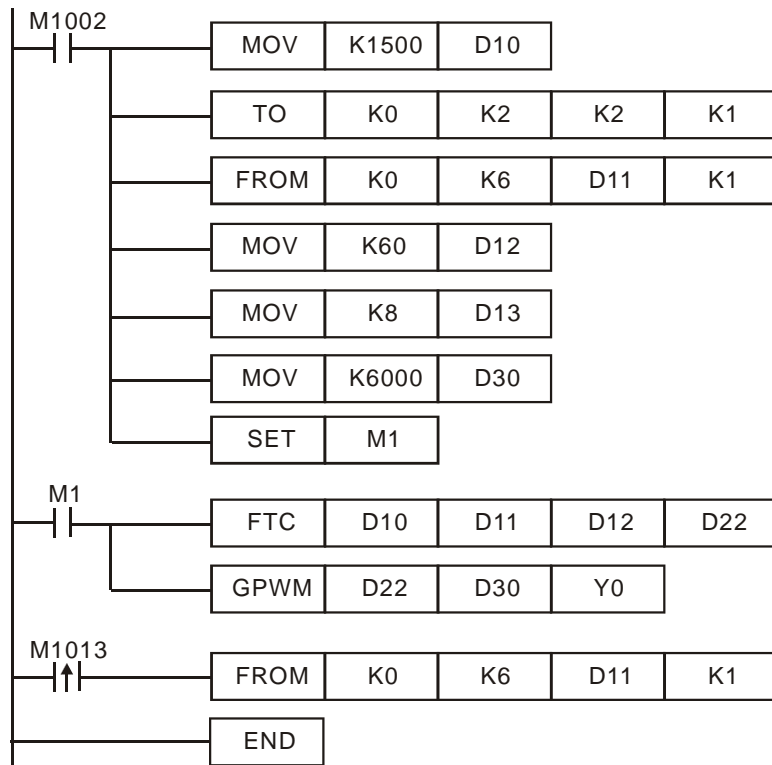 M1002
MOV K1500 D10
TO K0 K2 K2 K1
FROM K0 K6 D11 K1
MOV K60 D12
MOV K8 D13
MOV K6000 D30
SET M1
M1
FTC D10 D11 D12 D22
GPWM D22 D30 Y0
M1013
FROM K0 K6 D11 K1
END